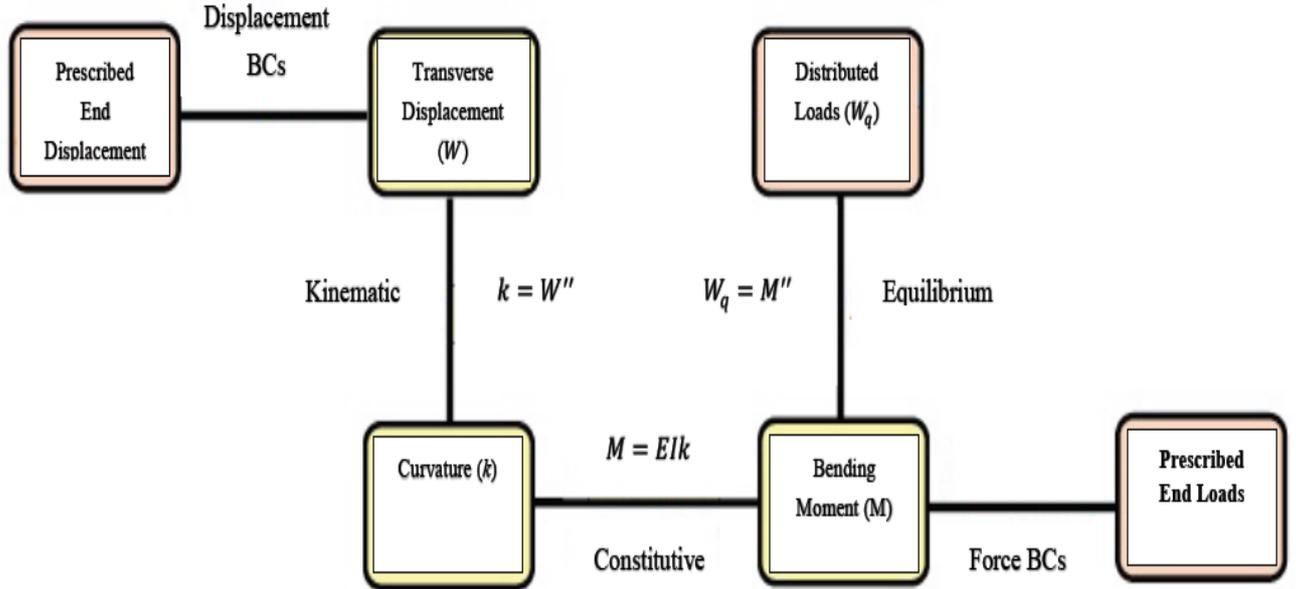 Displacement
BCs
Prescribed
End
Displacement
Transverse
Displacement
(W)
Distributed
Loads (W_q)
Kinematic
k = W″
W_q = M″
Equilibrium
Curvature (k)
M = EIk
Constitutive
Bending
Moment (M)
Force BCs
Prescribed
End Loads